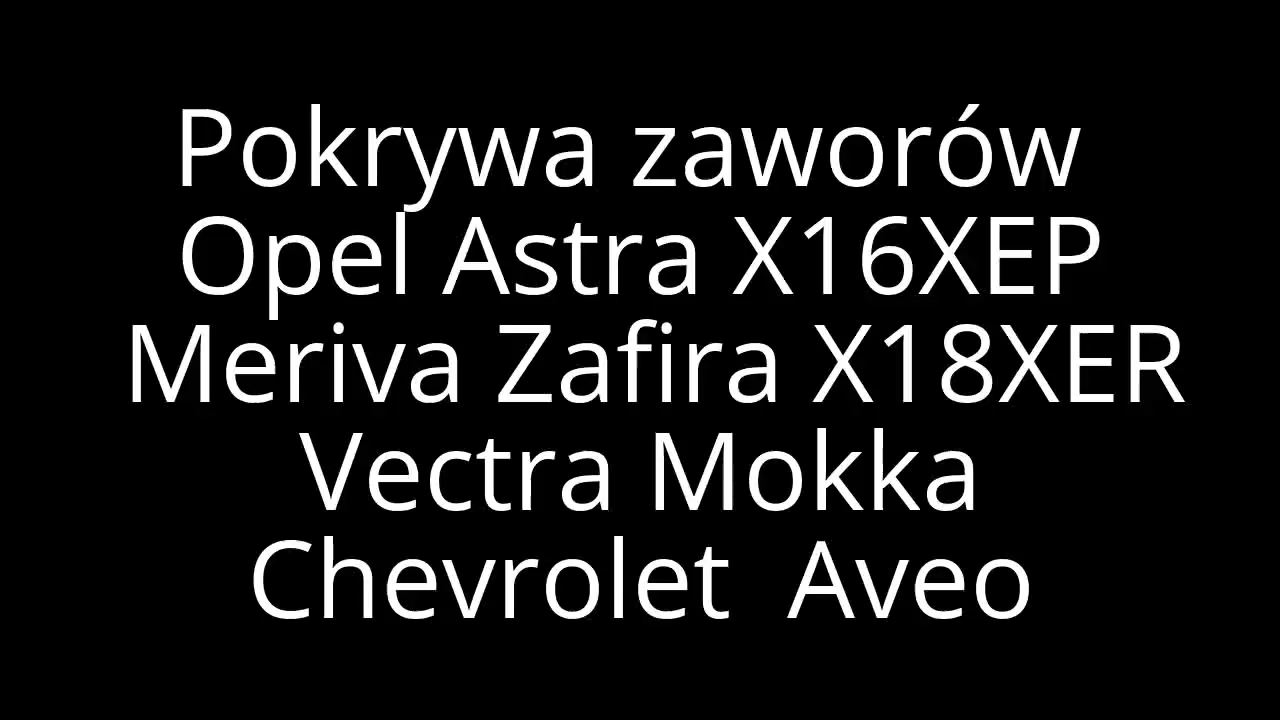 Pokrywa zaworów
Opel Astra X16XEP
Meriva Zafira X18XER
Vectra Mokka
Chevrolet Aveo